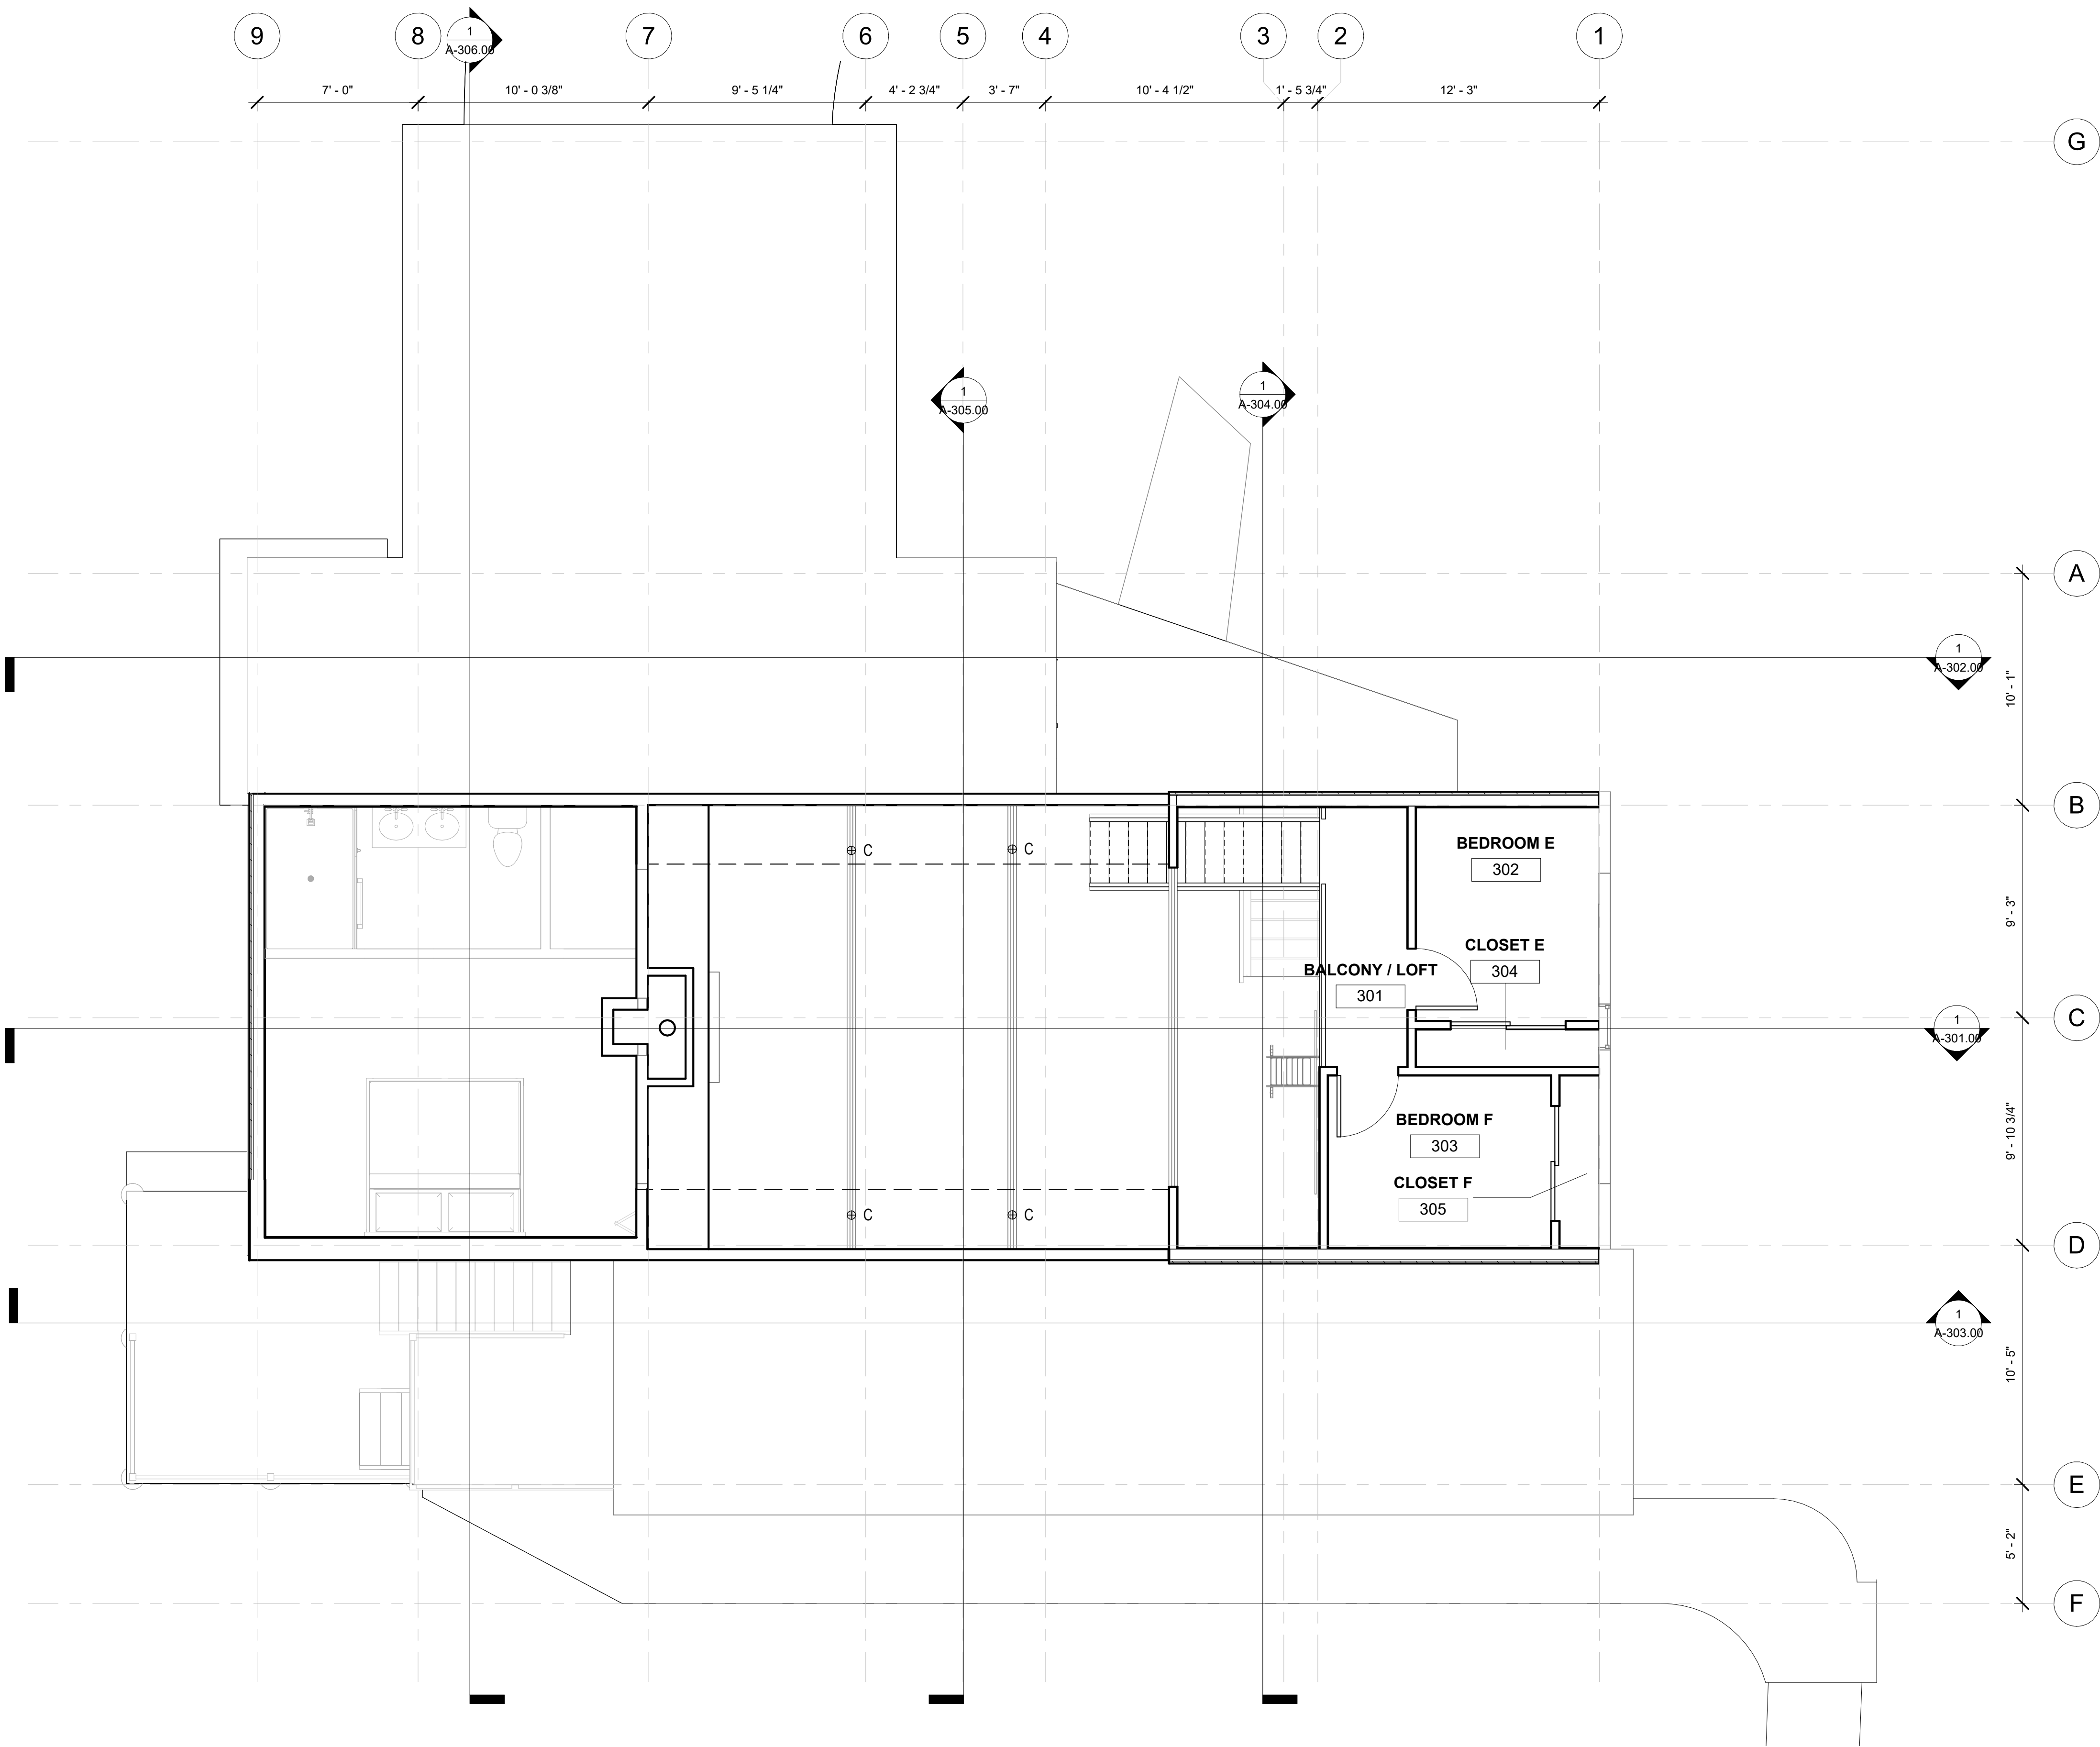 9
8
1
A-306.00
7
6
5
4
3
2
1
7' - 0"
10' - 0 3/8"
9' - 5 1/4"
4' - 2 3/4"
3' - 7"
10' - 4 1/2"
1' - 5 3/4"
12' - 3"
G
1
A-305.00
1
A-304.00
A
1
A-302.00
10' - 1"
B
C
C
BEDROOM E
302
9' - 3"
CLOSET E
304
BALCONY / LOFT
301
C
1
A-301.00
BEDROOM F
303
9' - 10 3/4"
CLOSET F
305
C
C
D
1
A-303.00
10' - 5"
E
5' - 2"
F